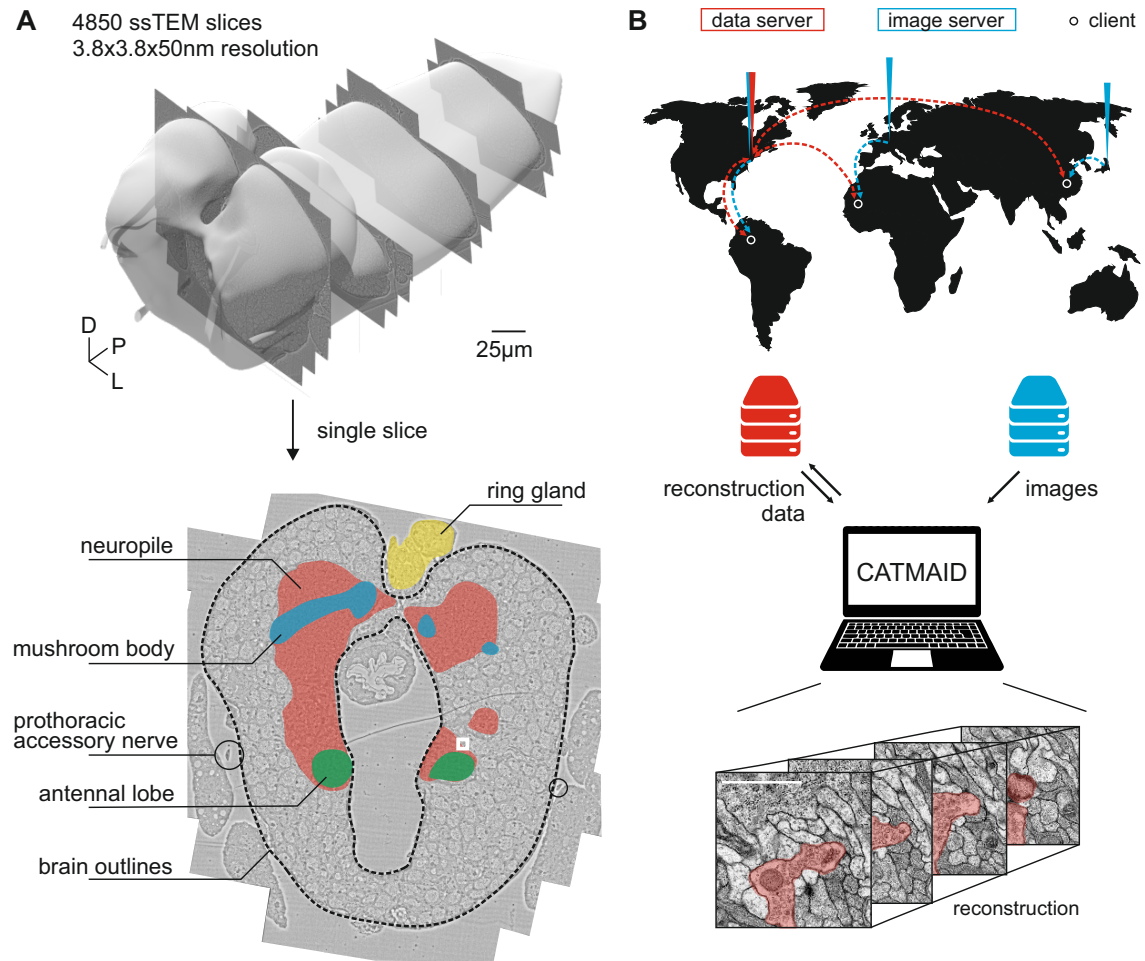 A
4850 ssTEM slices
3.8x3.8x50nm resolution
D
P
L
25µm
single slice
ring gland
neuropile
mushroom body
prothoracic
accessory nerve
antennal lobe
brain outlines
B
data server
image server
client
reconstruction
data
images
CATMAID
reconstruction